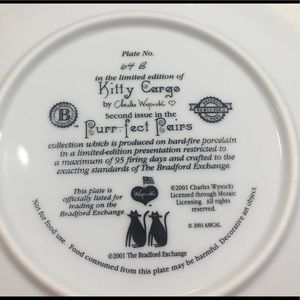 Plate No.
64 B
in the limited edition of
Kitty Cargo
by Charles Wysocki
Second issue in the
Purr-fect Pairs
collection which is produced on hard-fire porcelain
in a limited-edition presentation restricted to
a maximum of 95 firing days and crafted to the
exacting standards of The Bradford Exchange.
B
This plate is
officially listed for
trading on the
Bradford Exchange.
Wysocki
©2001 Charles Wysocki
Licensed through Mosaic
Licensing. All rights
reserved.
© 2001 AMCAL
©2001 The Bradford Exchange
Not for food use. Food consumed from this plate may be harmful. Decorative art object.